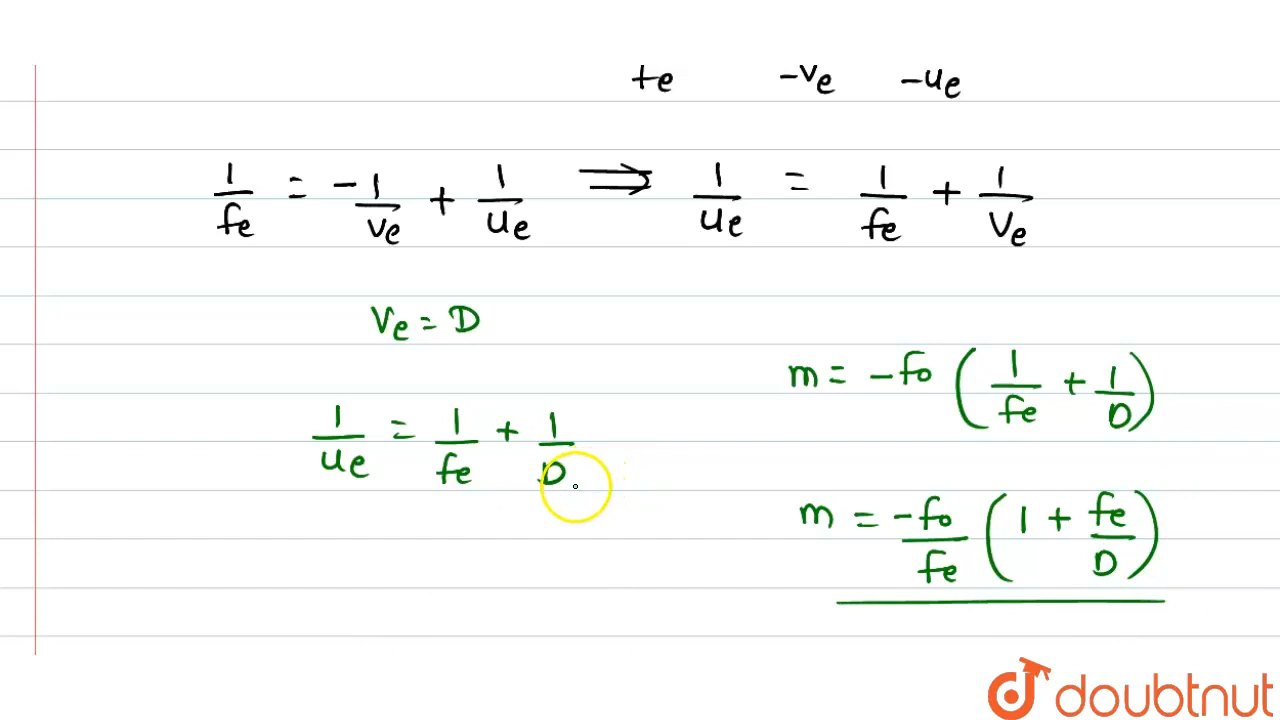 +e -ve -ue
1/fe = -1/ve + 1/ue ⇒ 1/ue = 1/fe + 1/ve
ve = D
m = -fo (1/fe + 1/D)
1/ue = 1/fe + 1/D
m = -fo/fe (1 + fe/D)
doubtnut